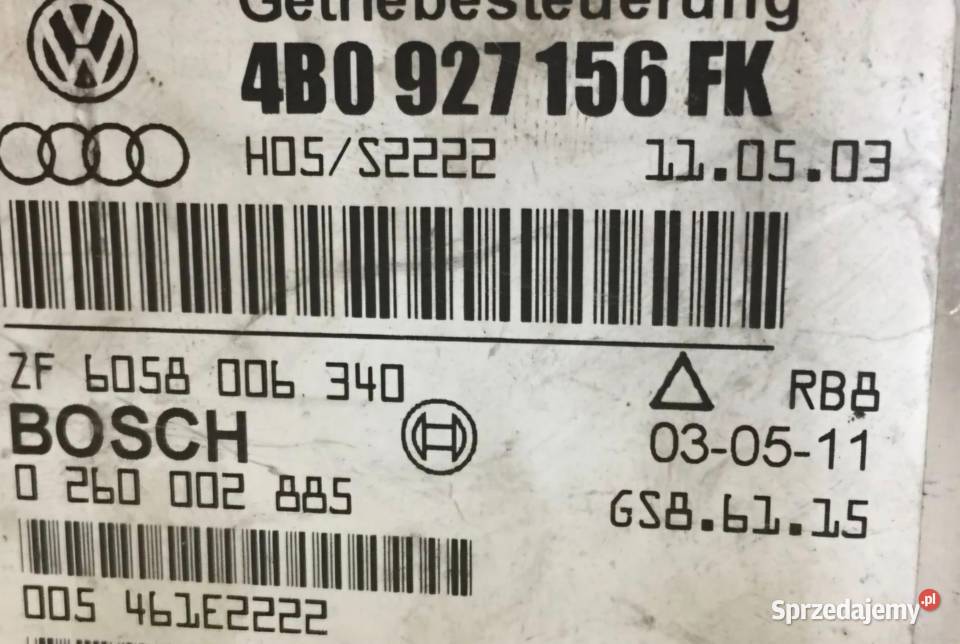 Getriebesteuerung
4B0 927 156 FK
H05/S2222 11.05.03
ZF 6058 006 340 RB8
BOSCH 03-05-11
0 260 002 885 GS8.61.15
005 461E2222
Sprzedajemy.pl